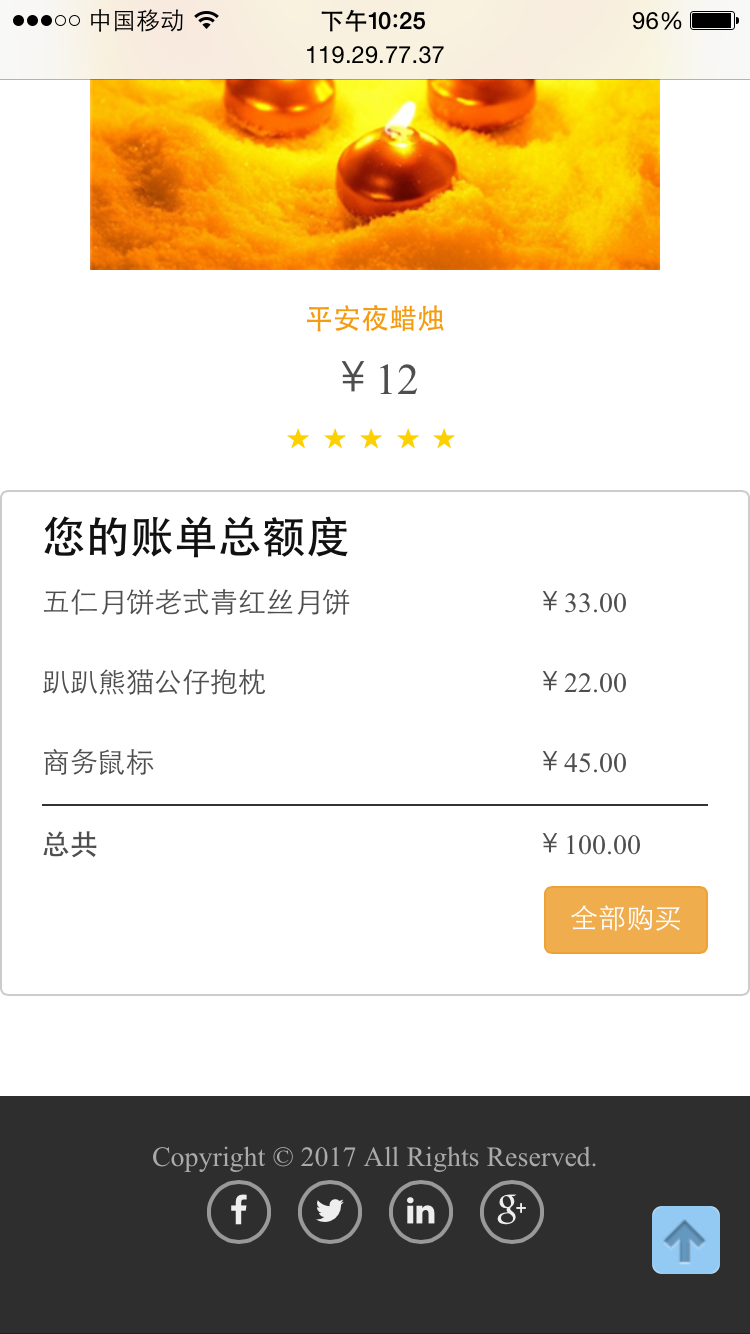 中国移动 下午10:25 96%
119.29.77.37
平安夜蜡烛
￥12
★ ★ ★ ★ ★
您的账单总额度
五仁月饼老式青红丝月饼 ￥33.00
趴趴熊猫公仔抱枕 ￥22.00
商务鼠标 ￥45.00
总共 ￥100.00
全部购买
Copyright © 2017 All Rights Reserved.
f in g+